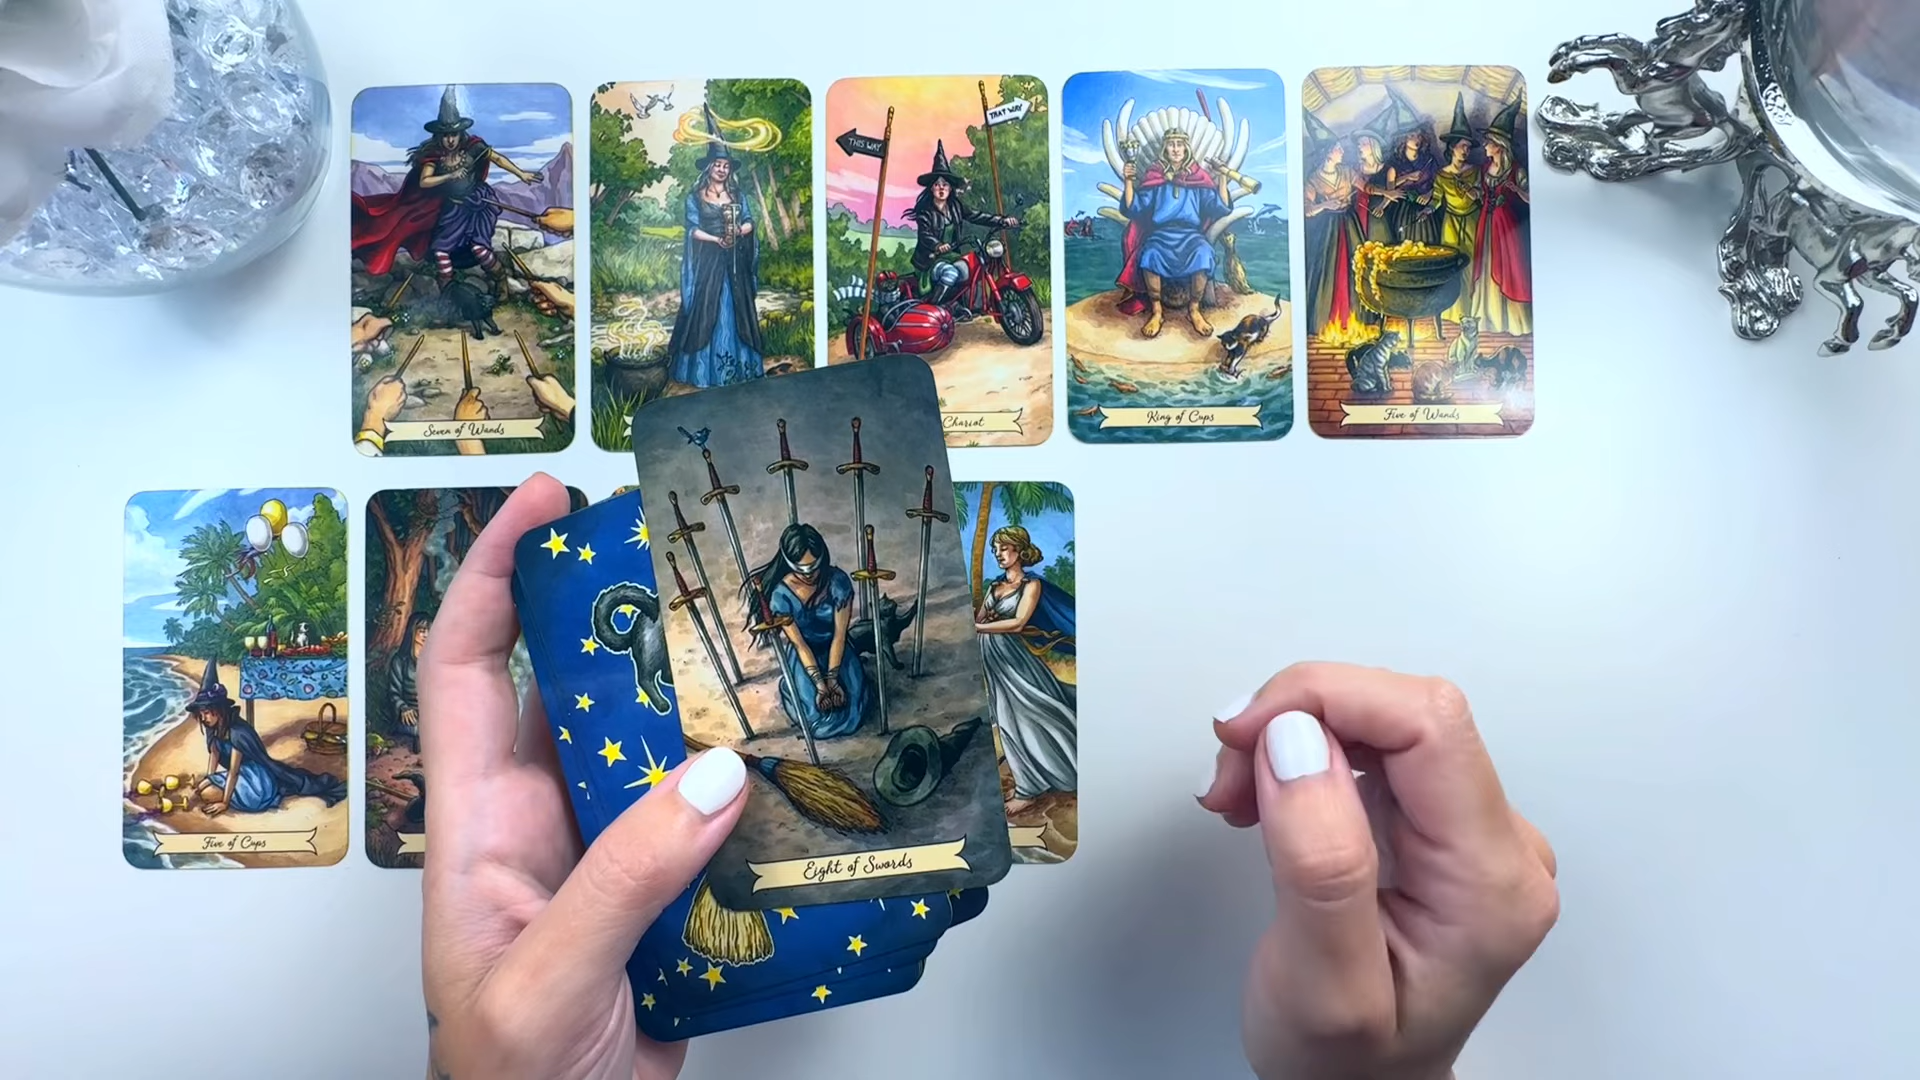 THIS WAY
THAT WAY
Seven of Wands
Chariot
King of Cups
Five of Wands
Five of Cups
Eight of Swords